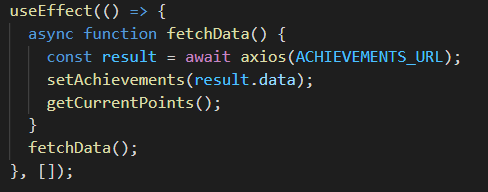 useEffect(() => {
  async function fetchData() {
    const result = await axios(ACHIEVEMENTS_URL);
    setAchievements(result.data);
    getCurrentPoints();
  }
  fetchData();
}, []);